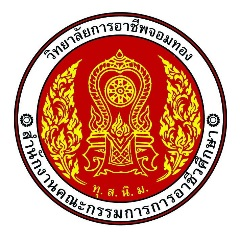 วิทยาลัยการอาชีพจอมทอง
ทุ. ส. นิ. ม.
สำนักงานคณะกรรมการการอาชีวศึกษา